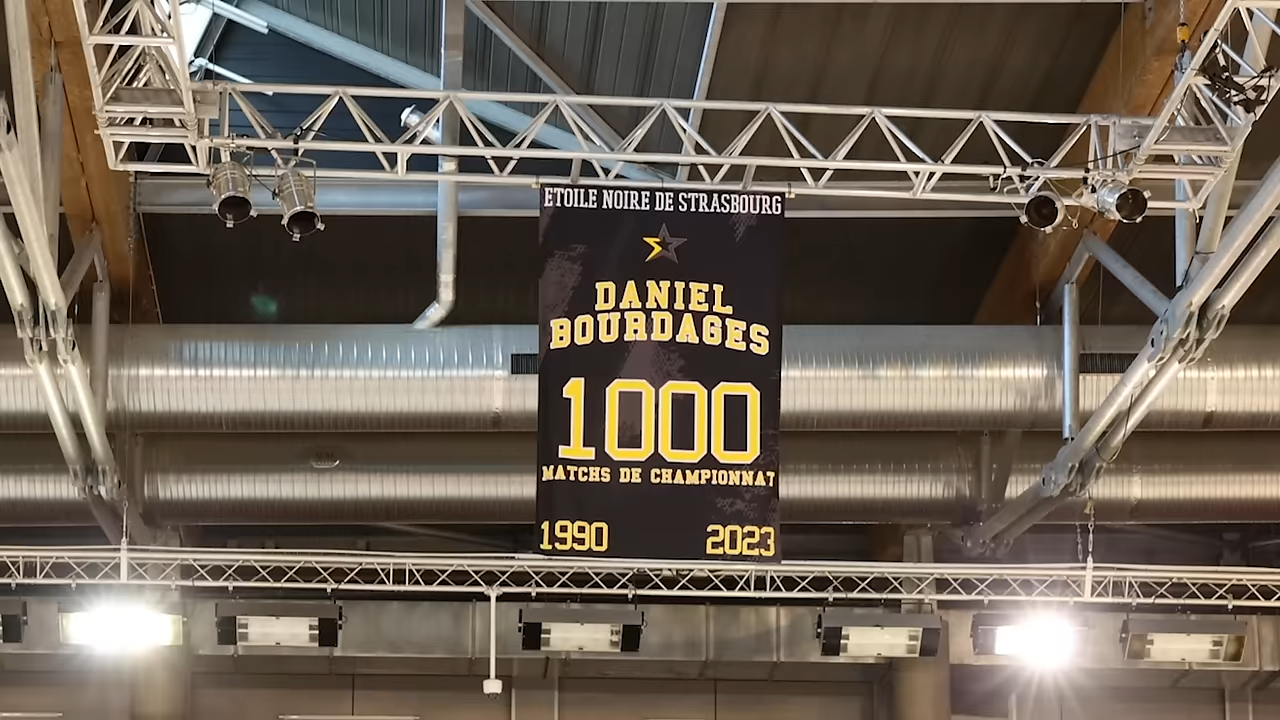 ETOILE NOIRE DE STRASBOURG
DANIEL
BOURDAGES
1000
MATCHS DE CHAMPIONNAT
1990 2023